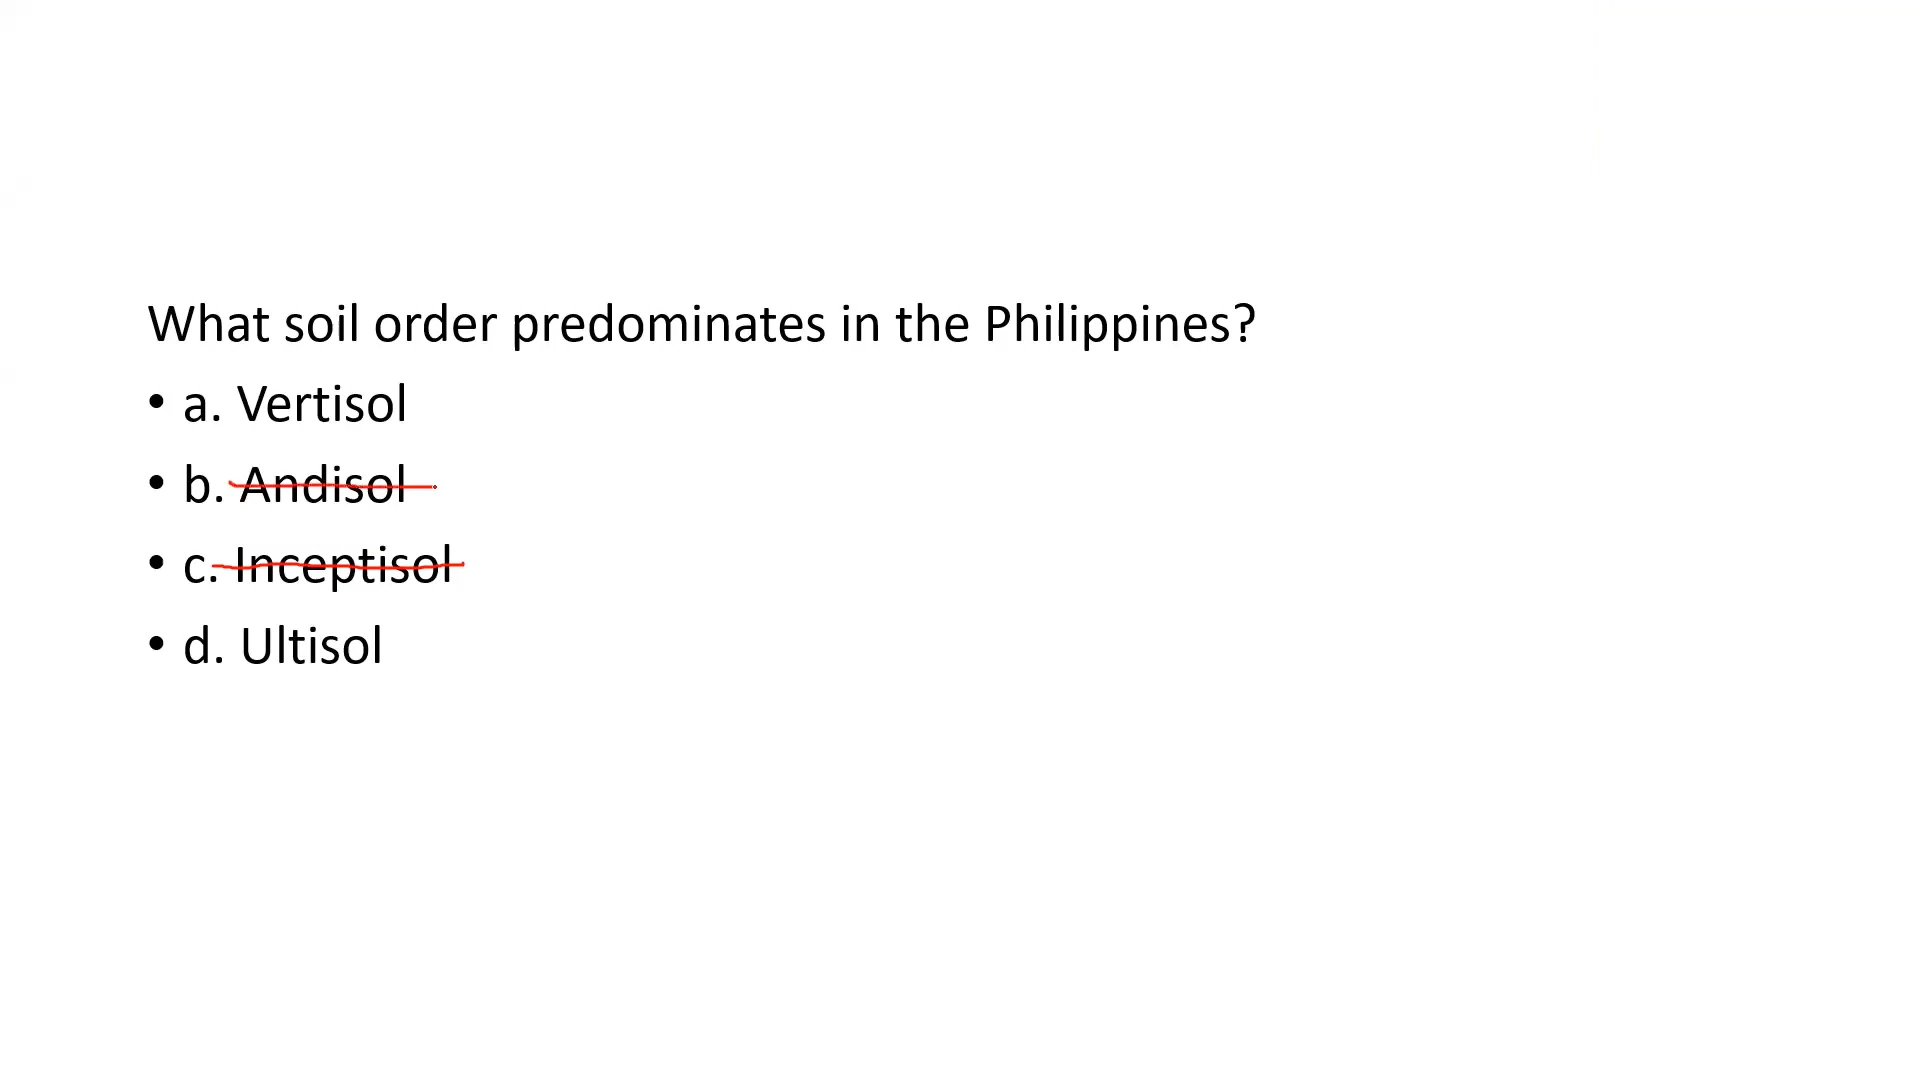 What soil order predominates in the Philippines?
• a. Vertisol
• b. Andisol
• c. Inceptisol
• d. Ultisol